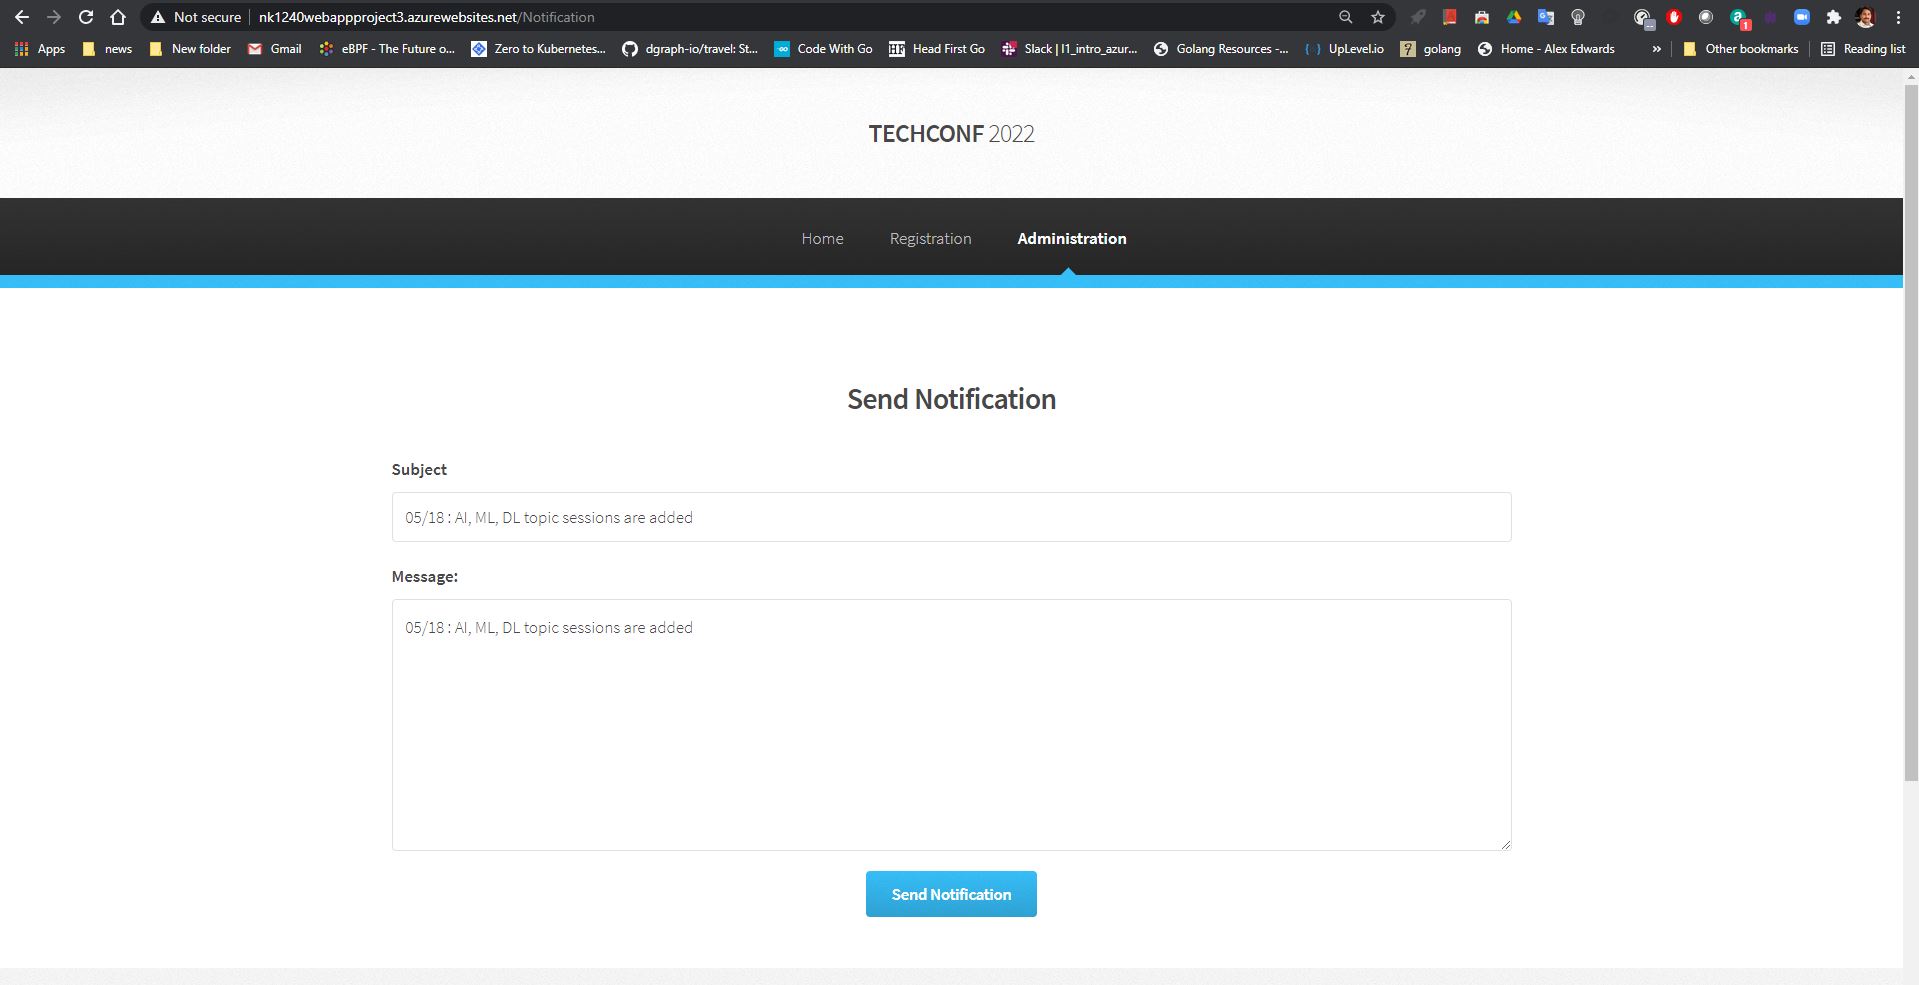 Not secure nk1240webappproject3.azurewebsites.net/Notification
Apps news New folder Gmail eBPF - The Future o... Zero to Kubernetes... dgraph-io/travel: St... Code With Go Head First Go Slack | l1_intro_azur... Golang Resources -... UpLevel.io golang Home - Alex Edwards » Other bookmarks Reading list
TECHCONF 2022
Home Registration Administration
Send Notification
Subject
05/18 : AI, ML, DL topic sessions are added
Message:
05/18 : AI, ML, DL topic sessions are added
Send Notification